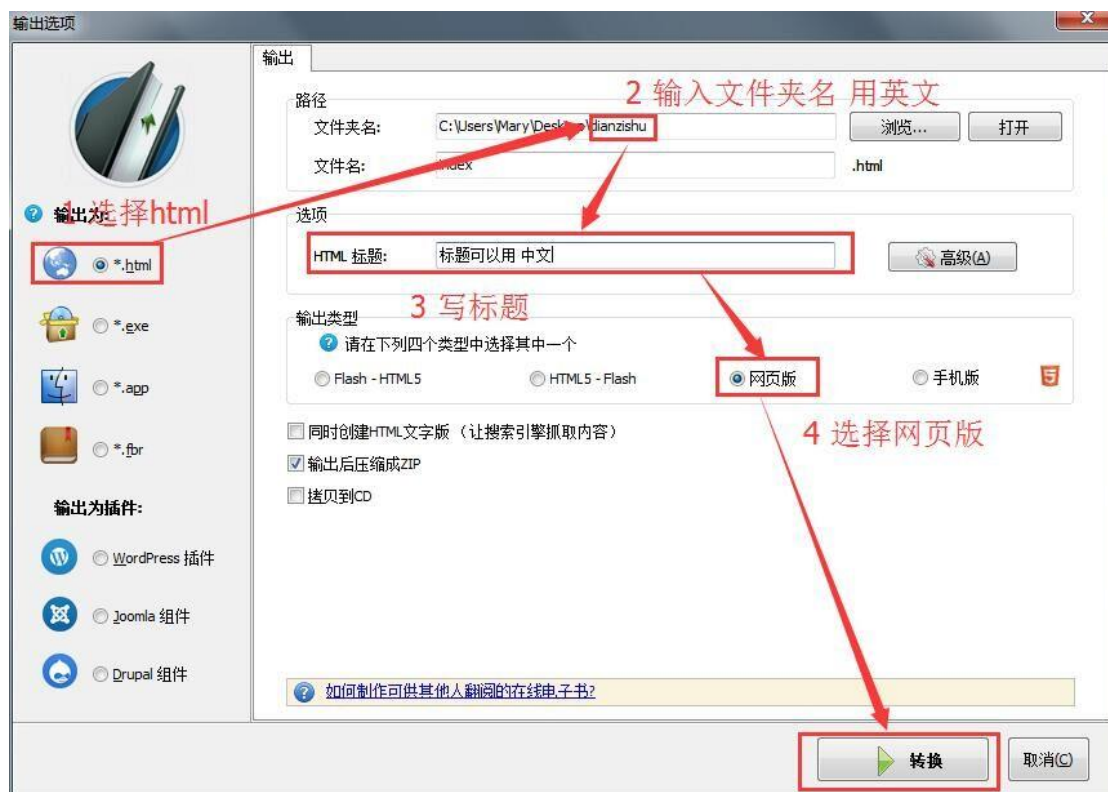 输出选项
输出
路径
2 输入文件夹名 用英文
文件夹名:
C:\Users\Mary\Desktop\dianzishu
浏览...
打开
文件名:
index
.html
1 选择html
输出为:
选项
HTML 标题:
标题可以用 中文
高级(A)
*.html
3 写标题
输出类型
请在下列四个类型中选择其中一个
*.exe
Flash - HTML5
HTML5 - Flash
网页版
手机版
*.app
同时创建HTML文字版 (让搜索引擎抓取内容)
4 选择网页版
*.fbr
输出后压缩成ZIP
拷贝到CD
输出为插件:
WordPress 插件
Joomla 组件
Drupal 组件
如何制作可供其他人翻阅的在线电子书?
转换
取消(C)